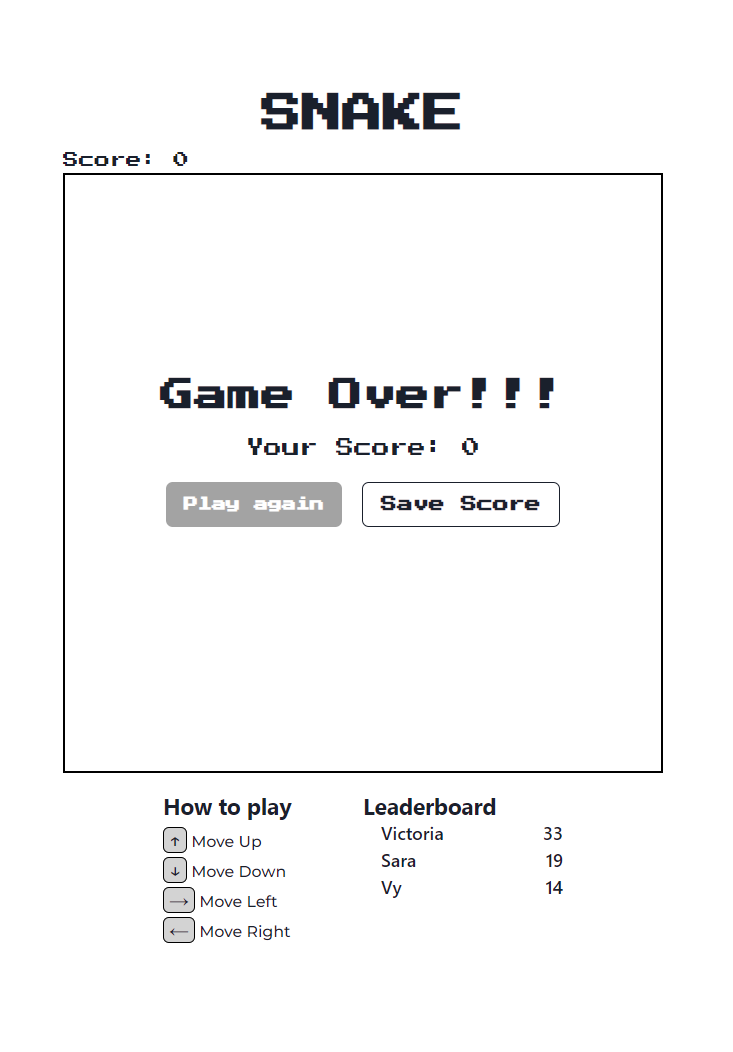 SNAKE
Score: 0
Game Over!!!
Your Score: 0
Play again
Save Score
How to play
↑ Move Up
↓ Move Down
→ Move Left
← Move Right
Leaderboard
Victoria 33
Sara 19
Vy 14